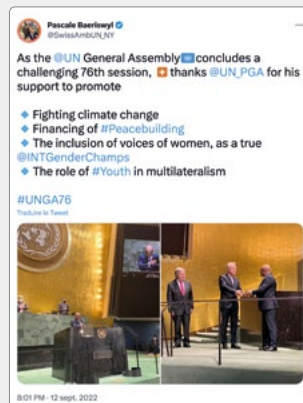 Pascale Baeriswyl
@SwissAmbUN_NY
As the @UN General Assembly concludes a
challenging 76th session, thanks @UN_PGA for his
support to promote
Fighting climate change
Financing of #Peacebuilding
The inclusion of voices of women, as a true
@INTGenderChamps
The role of #Youth in multilateralism
#UNGA76
Traduire le Tweet
8:01 PM · 12 sept. 2022